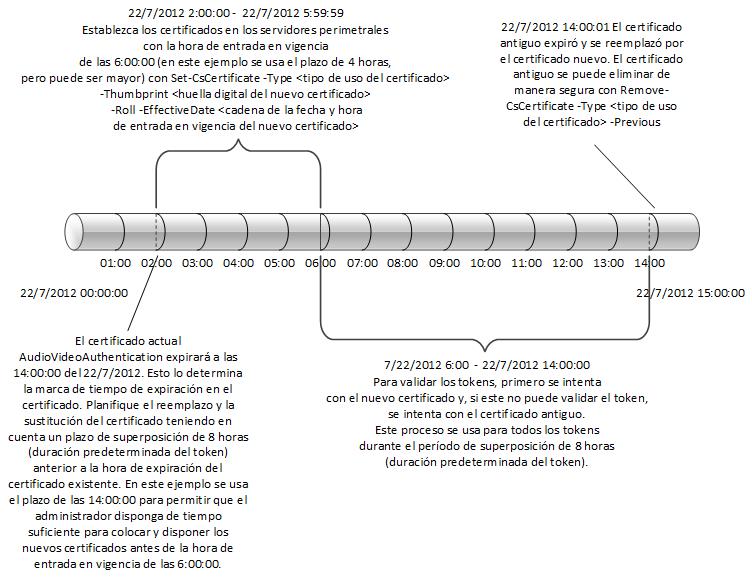 22/7/2012 2:00:00 - 22/7/2012 5:59:59
Establezca los certificados en los servidores perimetrales
con la hora de entrada en vigencia
de las 6:00:00 (en este ejemplo se usa el plazo de 4 horas,
pero puede ser mayor) con Set-CsCertificate -Type <tipo de uso del certificado>
-Thumbprint <huella digital del nuevo certificado>
-Roll -EffectiveDate <cadena de la fecha y hora
de entrada en vigencia del nuevo certificado>
22/7/2012 14:00:01 El certificado
antiguo expiró y se reemplazó por
el certificado nuevo. El certificado
antiguo se puede eliminar de
manera segura con Remove-
CsCertificate -Type <tipo de uso
del certificado> -Previous
01:00 02:00 03:00 04:00 05:00 06:00 07:00 08:00 09:00 10:00 11:00 12:00 13:00 14:00
22/7/2012 00:00:00
22/7/2012 15:00:00
El certificado actual
AudioVideoAuthentication expirará a las
14:00:00 del 22/7/2012. Esto lo determina
la marca de tiempo de expiración en el
certificado. Planifique el reemplazo y la
sustitución del certificado teniendo en
cuenta un plazo de superposición de 8 horas
(duración predeterminada del token)
anterior a la hora de expiración del
certificado existente. En este ejemplo se usa
el plazo de las 14:00:00 para permitir que el
administrador disponga de tiempo
suficiente para colocar y disponer los
nuevos certificados antes de la hora de
entrada en vigencia de las 6:00:00.
7/22/2012 6:00 - 22/7/2012 14:00:00
Para validar los tokens, primero se intenta
con el nuevo certificado y, si este no puede validar el token,
se intenta con el certificado antiguo.
Este proceso se usa para todos los tokens
durante el período de superposición de 8 horas
(duración predeterminada del token).